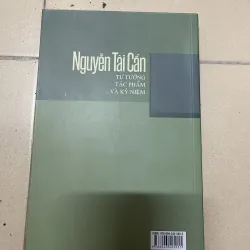 Nguyễn Tài Cẩn
TƯ TƯỞNG
TÁC PHẨM
VÀ KỶ NIỆM